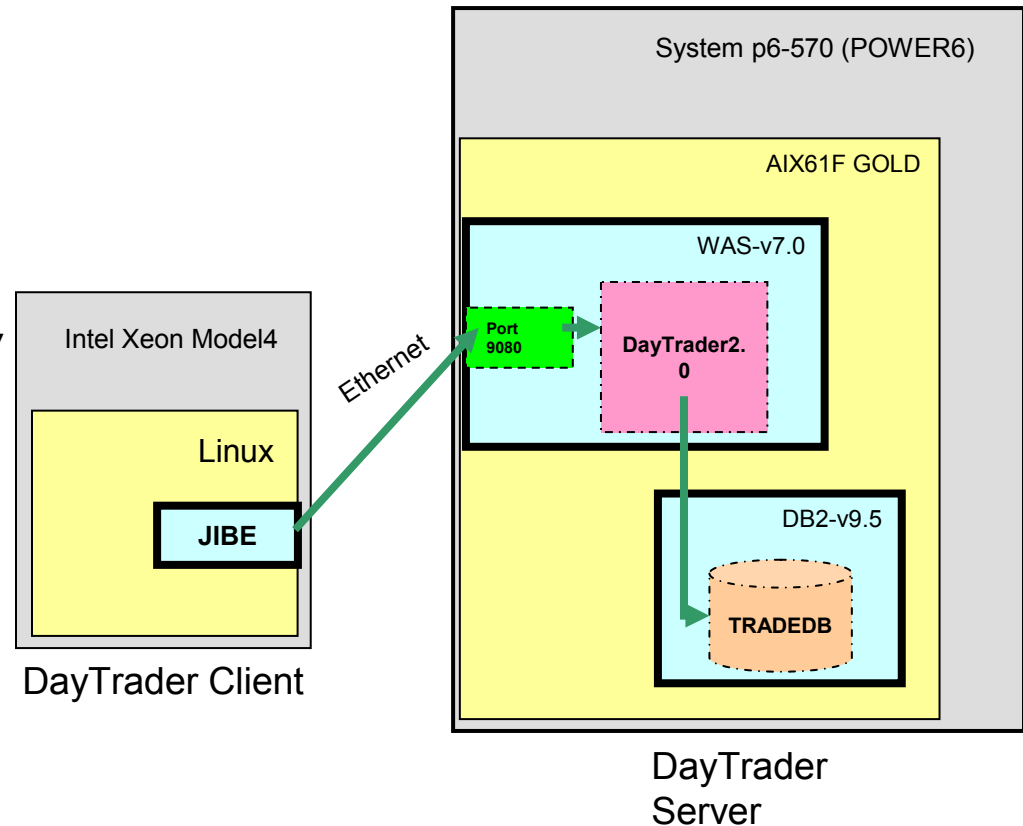 System p6-570 (POWER6)
AIX61F GOLD
WAS-v7.0
Port
9080
DayTrader2.
0
Ethernet
Intel Xeon Model4
Linux
JIBE
DB2-v9.5
TRADEDB
DayTrader Client
DayTrader
Server